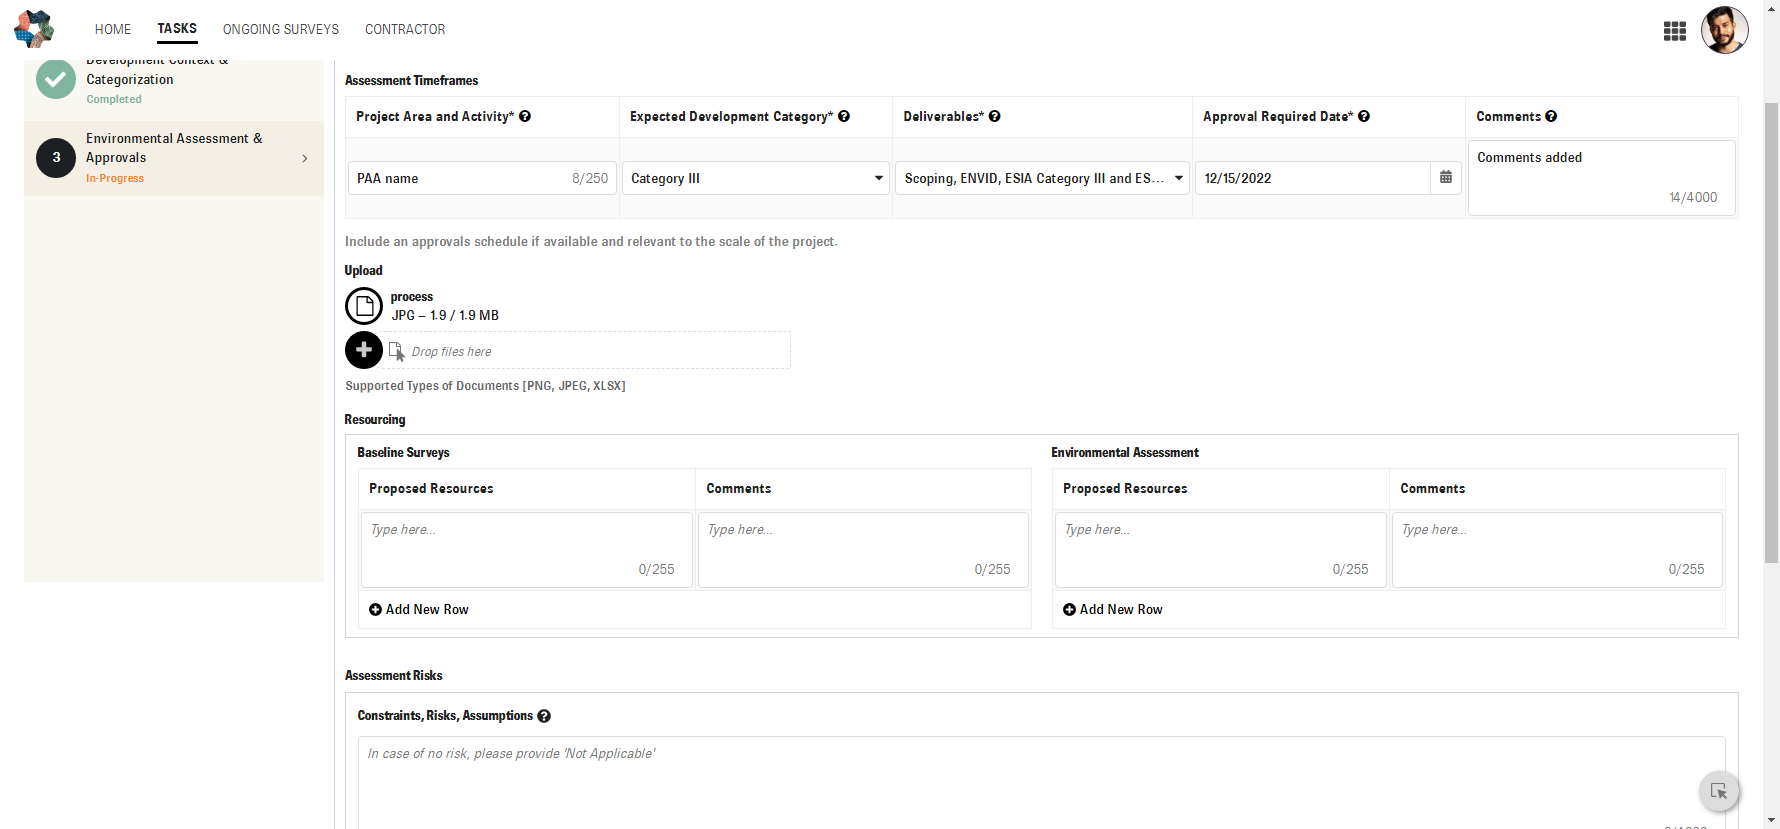 HOME TASKS ONGOING SURVEYS CONTRACTOR
Development Context &
Categorization
Completed
3
Environmental Assessment &
Approvals
In-Progress
Assessment Timeframes
Project Area and Activity* Expected Development Category* Deliverables* Approval Required Date* Comments
PAA name 8/250 Category III Scoping, ENVID, ESIA Category III and ES... 12/15/2022 Comments added
14/4000
Include an approvals schedule if available and relevant to the scale of the project.
Upload
process
JPG – 1.9 / 1.9 MB
Drop files here
Supported Types of Documents [PNG, JPEG, XLSX]
Resourcing
Baseline Surveys Environmental Assessment
Proposed Resources Comments Proposed Resources Comments
Type here... Type here... Type here... Type here...
0/255 0/255 0/255 0/255
Add New Row Add New Row
Assessment Risks
Constraints, Risks, Assumptions
In case of no risk, please provide 'Not Applicable'